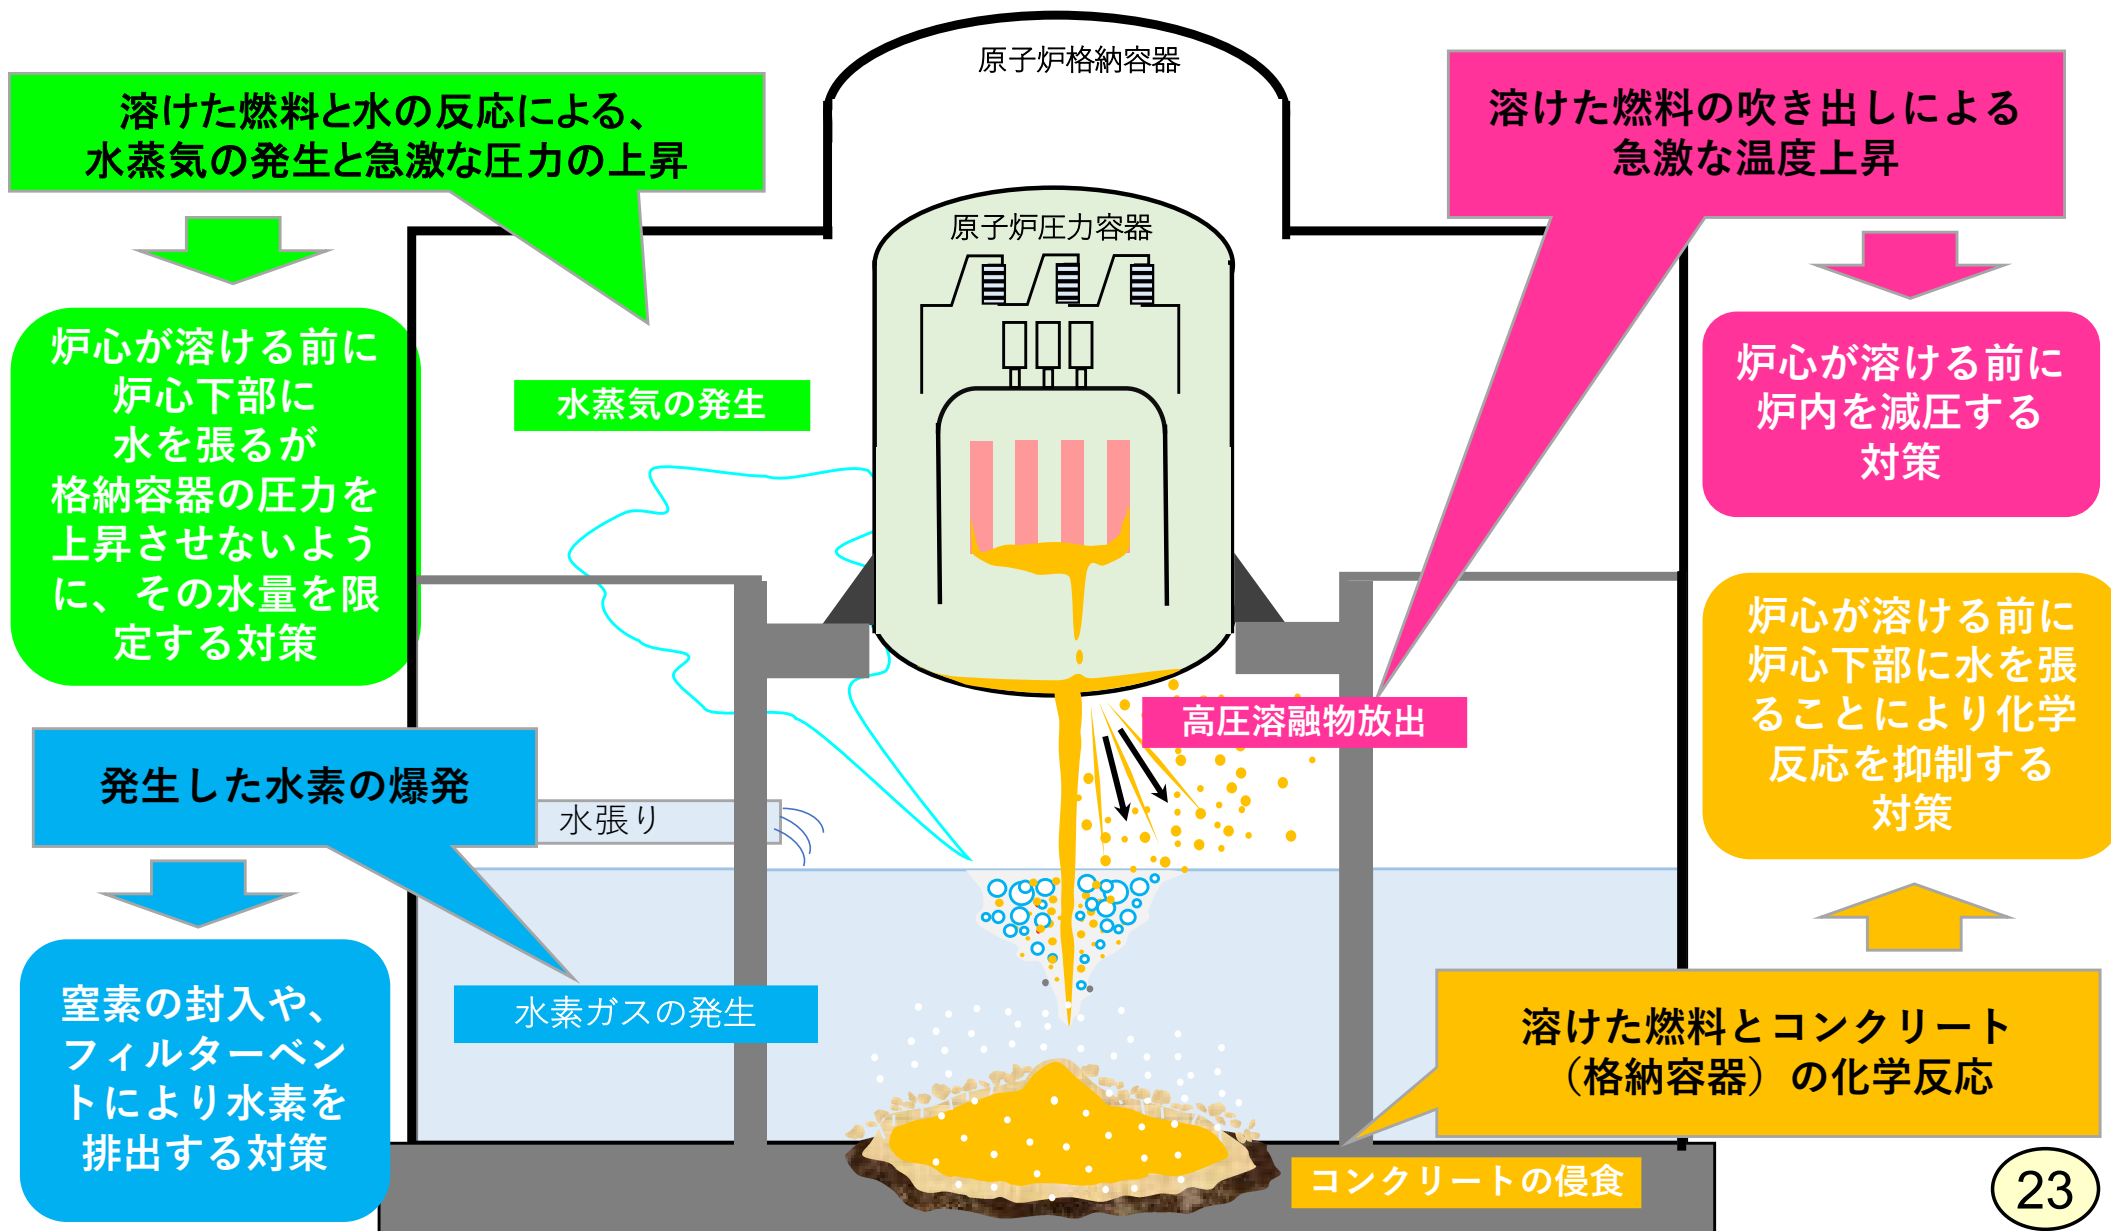 原子炉格納容器
溶けた燃料と水の反応による、
水蒸気の発生と急激な圧力の上昇
炉心が溶ける前に
炉心下部に
水を張るが
格納容器の圧力を
上昇させないよう
に、その水量を限
定する対策
原子炉圧力容器
水蒸気の発生
溶けた燃料の吹き出しによる
急激な温度上昇
炉心が溶ける前に
炉内を減圧する
対策
高圧溶融物放出
炉心が溶ける前に
炉心下部に水を張
ることにより化学
反応を抑制する
対策
発生した水素の爆発
水張り
窒素の封入や、
フィルターベン
トにより水素を
排出する対策
水素ガスの発生
溶けた燃料とコンクリート
（格納容器）の化学反応
コンクリートの侵食
23